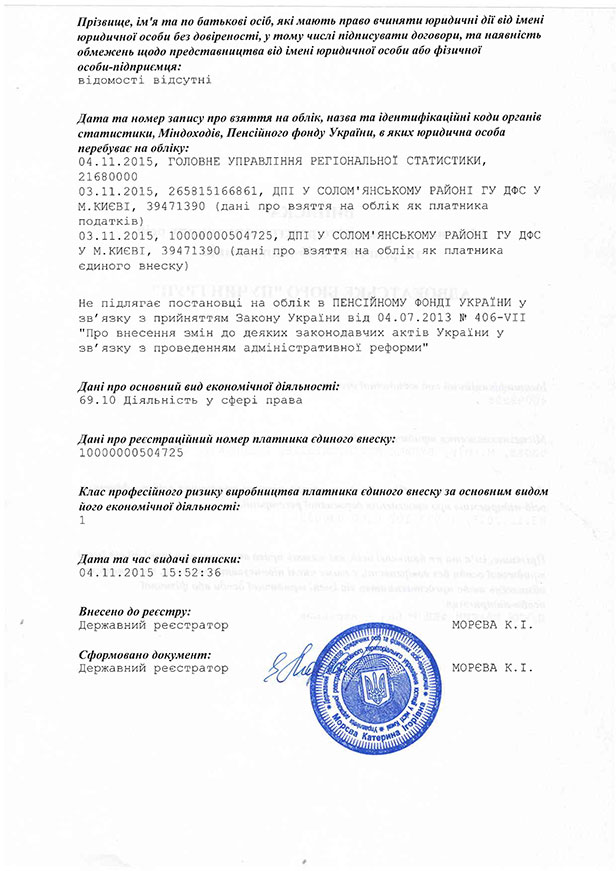 Прізвище, ім'я та по батькові осіб, які мають право вчиняти юридичні дії від імені
юридичної особи без довіреності, у тому числі підписувати договори, та наявність
обмежень щодо представництва від імені юридичної особи або фізичної
особи-підприємця:
відомості відсутні
Дата та номер запису про взяття на облік, назва та ідентифікаційні коди органів
статистики, Міндоходів, Пенсійного фонду України, в яких юридична особа
перебуває на обліку:
04.11.2015, ГОЛОВНЕ УПРАВЛІННЯ РЕГІОНАЛЬНОЇ СТАТИСТИКИ,
21680000
03.11.2015, 265815166861, ДПІ У СОЛОМ'ЯНСЬКОМУ РАЙОНІ ГУ ДФС У
М.КИЄВІ, 39471390 (дані про взяття на облік як платника
податків)
03.11.2015, 10000000504725, ДПІ У СОЛОМ'ЯНСЬКОМУ РАЙОНІ ГУ ДФС
У М.КИЄВІ, 39471390 (дані про взяття на облік як платника
єдиного внеску)
Не підлягає постановці на облік в ПЕНСІЙНОМУ ФОНДІ УКРАЇНИ у
зв'язку з прийняттям Закону України від 04.07.2013 № 406-VII
"Про внесення змін до деяких законодавчих актів України у
зв'язку з проведенням адміністративної реформи"
Дані про основний вид економічної діяльності:
69.10 Діяльність у сфері права
Дані про реєстраційний номер платника єдиного внеску:
10000000504725
Клас професійного ризику виробництва платника єдиного внеску за основним видом
його економічної діяльності:
1
Дата та час видачі виписки:
04.11.2015 15:52:36
Внесено до реєстру:
Державний реєстратор МОРЄВА К.І.
Сформовано документ:
Державний реєстратор МОРЄВА К.І.
Морєва Катерина Ігорівна